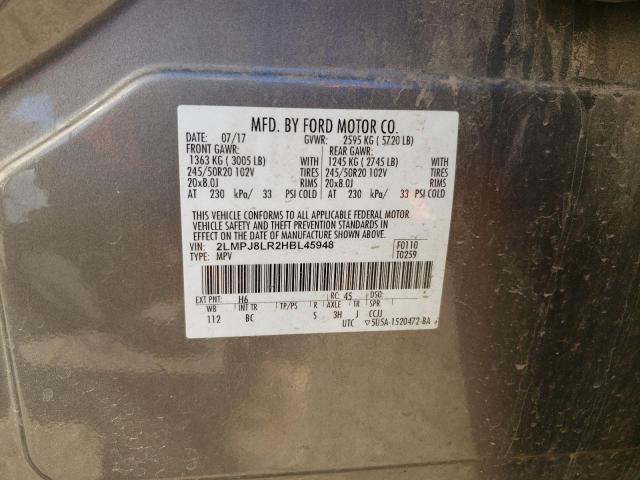 MFD. BY FORD MOTOR CO.
DATE: 07/17 GVWR: 2595 KG ( 5720 LB)
FRONT GAWR: REAR GAWR:
1363 KG ( 3005 LB) WITH 1245 KG ( 2745 LB) WITH
245/50R20 102V TIRES 245/50R20 102V TIRES
20x8.0J RIMS 20x8.0J RIMS
AT 230 kPa/ 33 PSI COLD AT 230 kPa/ 33 PSI COLD
THIS VEHICLE CONFORMS TO ALL APPLICABLE FEDERAL MOTOR
VEHICLE SAFETY AND THEFT PREVENTION STANDARDS IN
EFFECT ON THE DATE OF MANUFACTURE SHOWN ABOVE.
VIN: 2LMPJ8LR2HBL45948 F0110
TYPE: MPV T0259
EXT PNT: H6 RC: 45 DSO:
WB INT TR TP/PS R AXLE TR SPR
112 BC S 3H J CCJJ
UTC ▽5U5A-1520472-BA